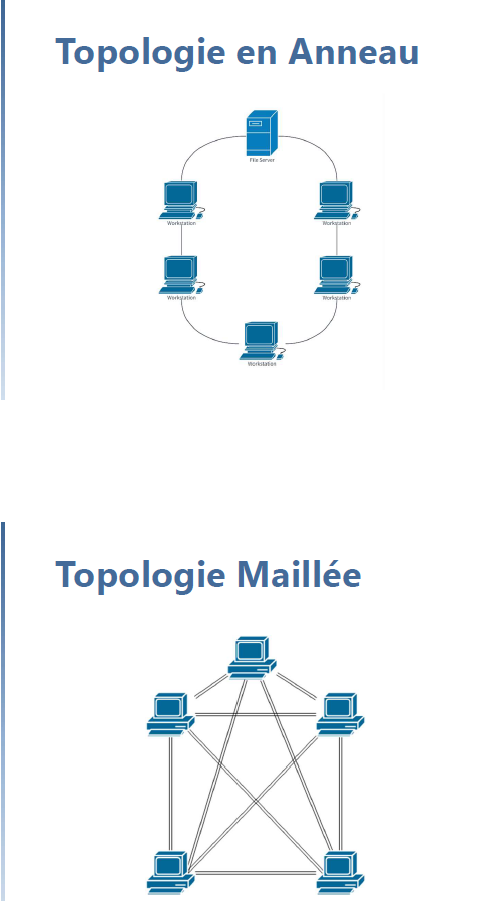 Topologie en Anneau
File Server
Workstation
Workstation
Workstation
Workstation
Workstation
Topologie Maillée